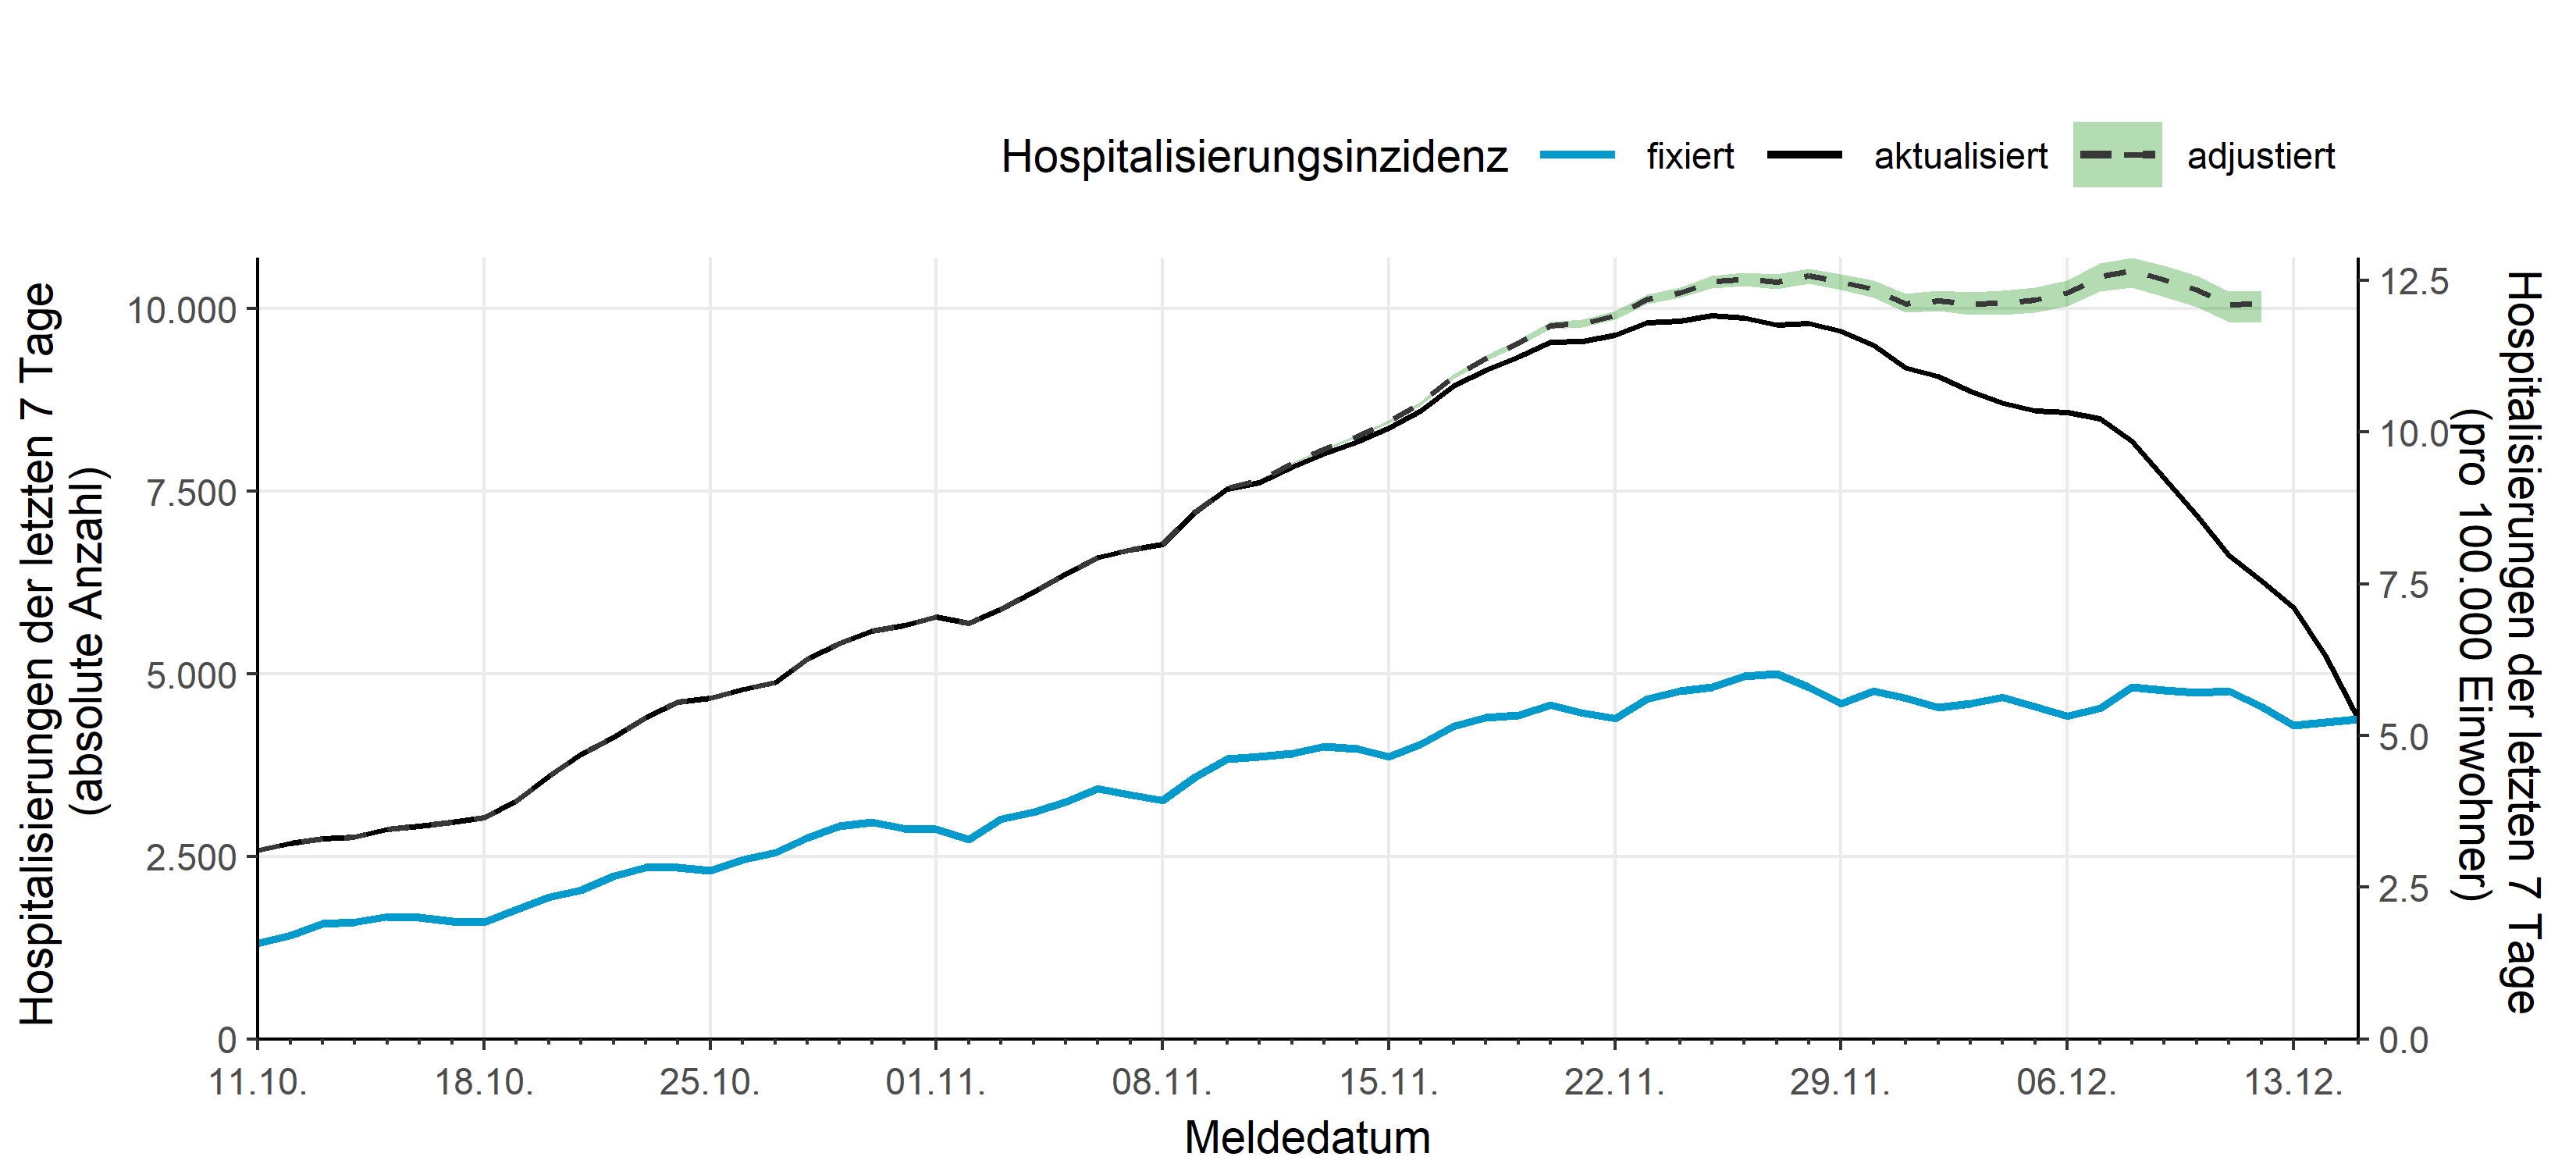 Hospitalisierungsinzidenz fixiert aktualisiert adjustiert
Hospitalisierungen der letzten 7 Tage
(absolute Anzahl)
10.000
7.500
5.000
2.500
0
12.5
10.0
7.5
5.0
2.5
0.0
Hospitalisierungen der letzten 7 Tage
(pro 100.000 Einwohner)
11.10. 18.10. 25.10. 01.11. 08.11. 15.11. 22.11. 29.11. 06.12. 13.12.
Meldedatum